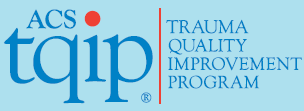 ACS
tqip®
TRAUMA
QUALITY
IMPROVEMENT
PROGRAM